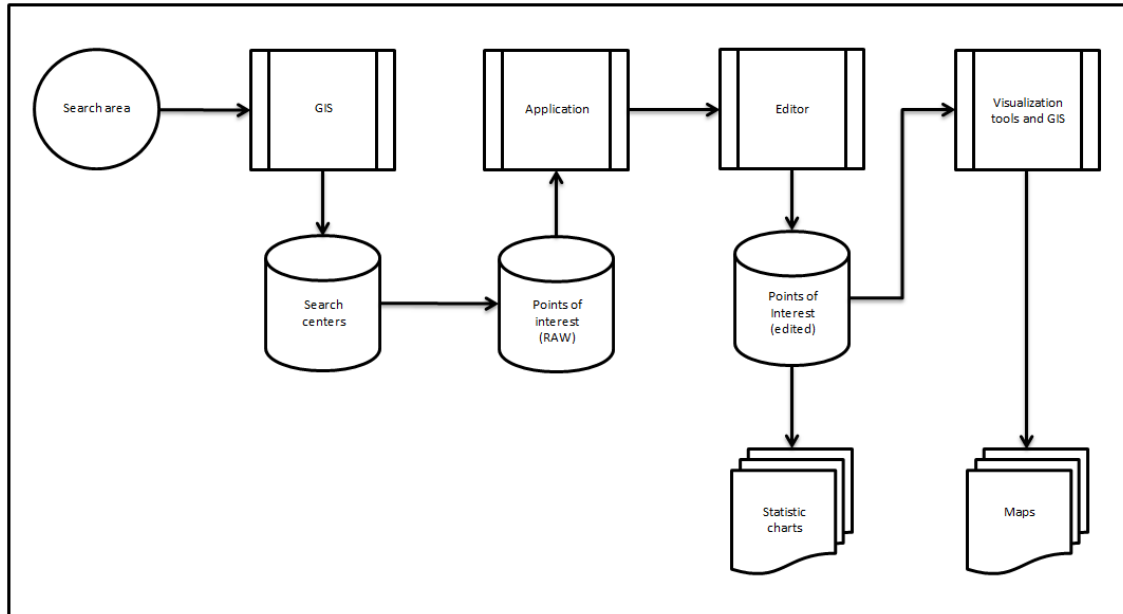 Search area
GIS
Application
Editor
Visualization
tools and GIS
Search
centers
Points of
interest
(RAW)
Points of
Interest
(edited)
Statistic
charts
Maps